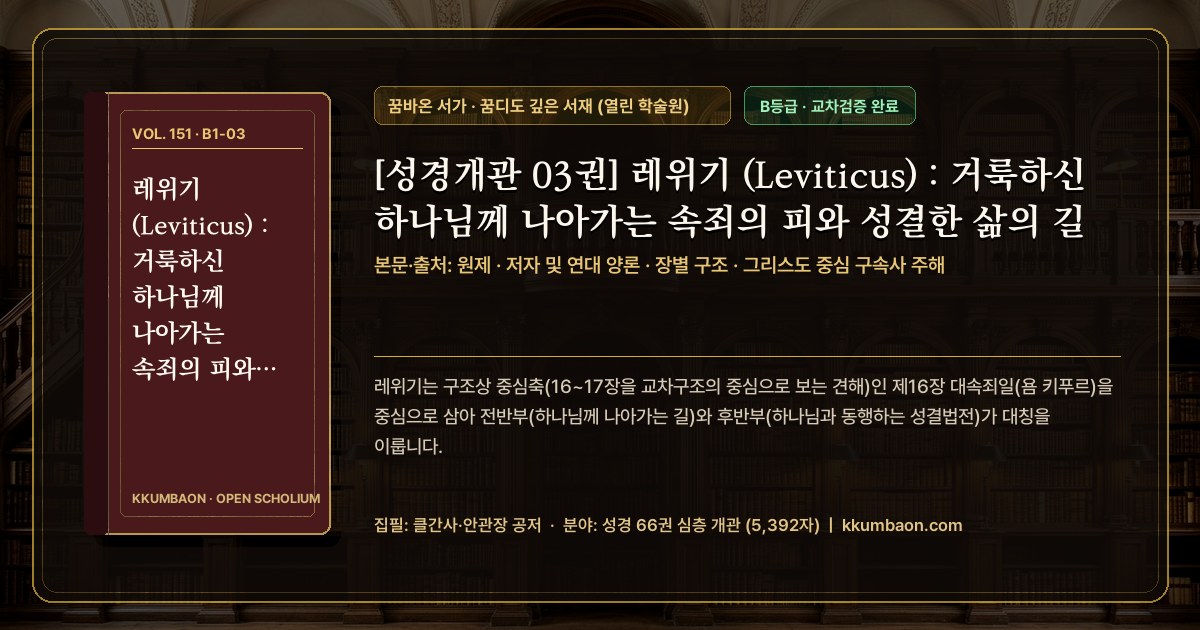 VOL. 151 · B1-03
레위기
(Leviticus) :
거룩하신
하나님께
나아가는
속죄의 피와…
KKUMBAON · OPEN SCHOLIUM
꿈바온 서가 · 꿈디도 깊은 서재 (열린 학술원)
B등급 · 교차검증 완료
[성경개관 03권] 레위기 (Leviticus) : 거룩하신
하나님께 나아가는 속죄의 피와 성결한 삶의 길
본문·출처: 원제 · 저자 및 연대 양론 · 장별 구조 · 그리스도 중심 구속사 주해
레위기는 구조상 중심축(16~17장을 교차구조의 중심으로 보는 견해)인 제16장 대속죄일(욤 키푸르)을
중심으로 삼아 전반부(하나님께 나아가는 길)와 후반부(하나님과 동행하는 성결법전)가 대칭을
이룹니다.
집필: 클간사·안관장 공저 · 분야: 성경 66권 심층 개관 (5,392자) | kkumbaon.com